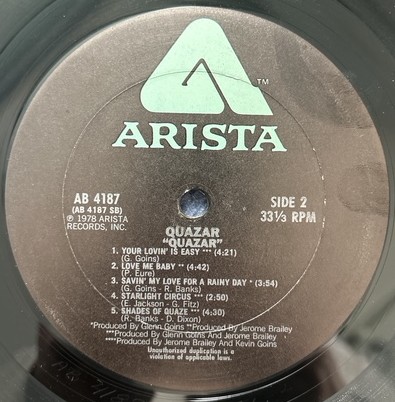 TM
ARISTA
AB 4187
(AB 4187 SB)
℗ 1978 ARISTA
RECORDS, INC.
SIDE 2
33⅓ RPM
QUAZAR
"QUAZAR"
1. YOUR LOVIN' IS EASY *** (4:21)
(G. Goins)
2. LOVE ME BABY ** (4:42)
(P. Eure)
3. SAVIN' MY LOVE FOR A RAINY DAY * (3:54)
(G. Goins - R. Banks)
4. STARLIGHT CIRCUS ** (2:50)
(E. Jackson - G. Fitz)
5. SHADES OF QUAZE *** (4:30)
(R. Banks - D. Dixon)
*Produced By Glenn Goins **Produced By Jerome Brailey
***Produced By Glenn Goins And Jerome Brailey
****Produced By Jerome Brailey And Kevin Goins
Unauthorized duplication is a
violation of applicable laws.